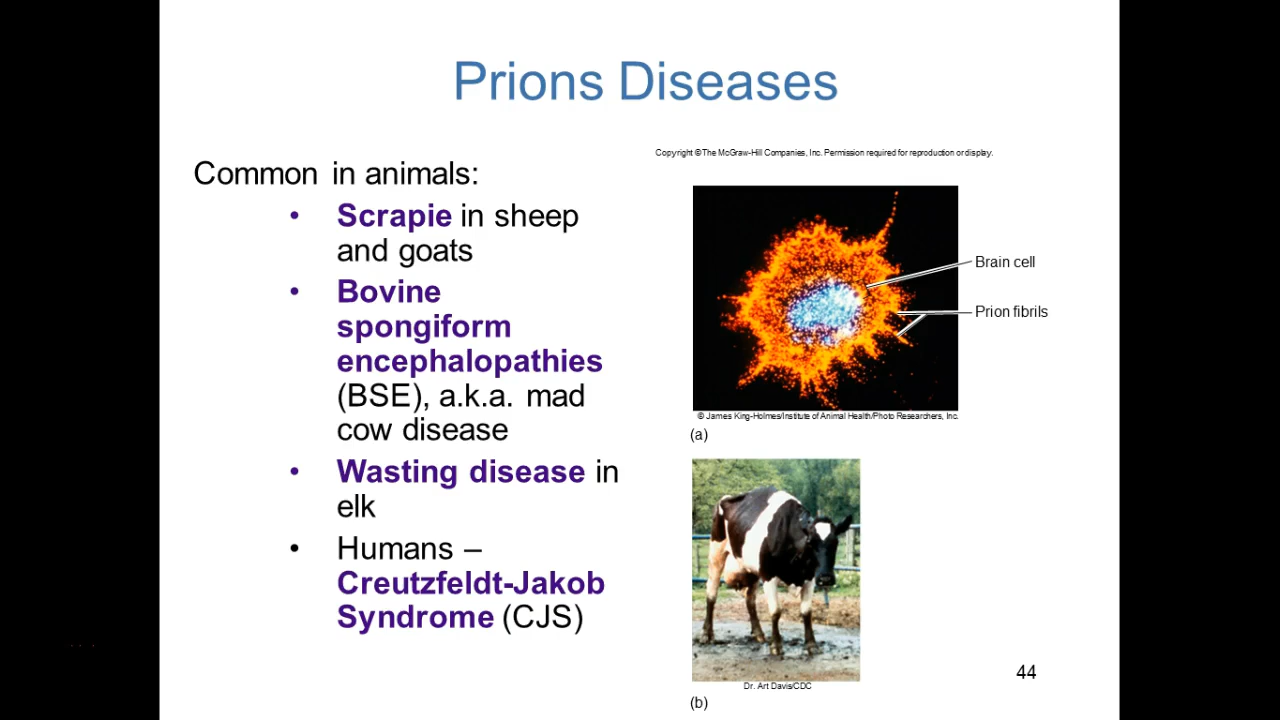 Prions Diseases
Common in animals:
• Scrapie in sheep
and goats
• Bovine
spongiform
encephalopathies
(BSE), a.k.a. mad
cow disease
• Wasting disease in
elk
• Humans –
Creutzfeldt-Jakob
Syndrome (CJS)
Copyright ©The McGraw-Hill Companies, Inc. Permission required for reproduction or display.
Brain cell
Prion fibrils
© James King-Holmes/Institute of Animal Health/Photo Researchers, Inc.
(a)
Dr. Art Davis/CDC
(b)
44